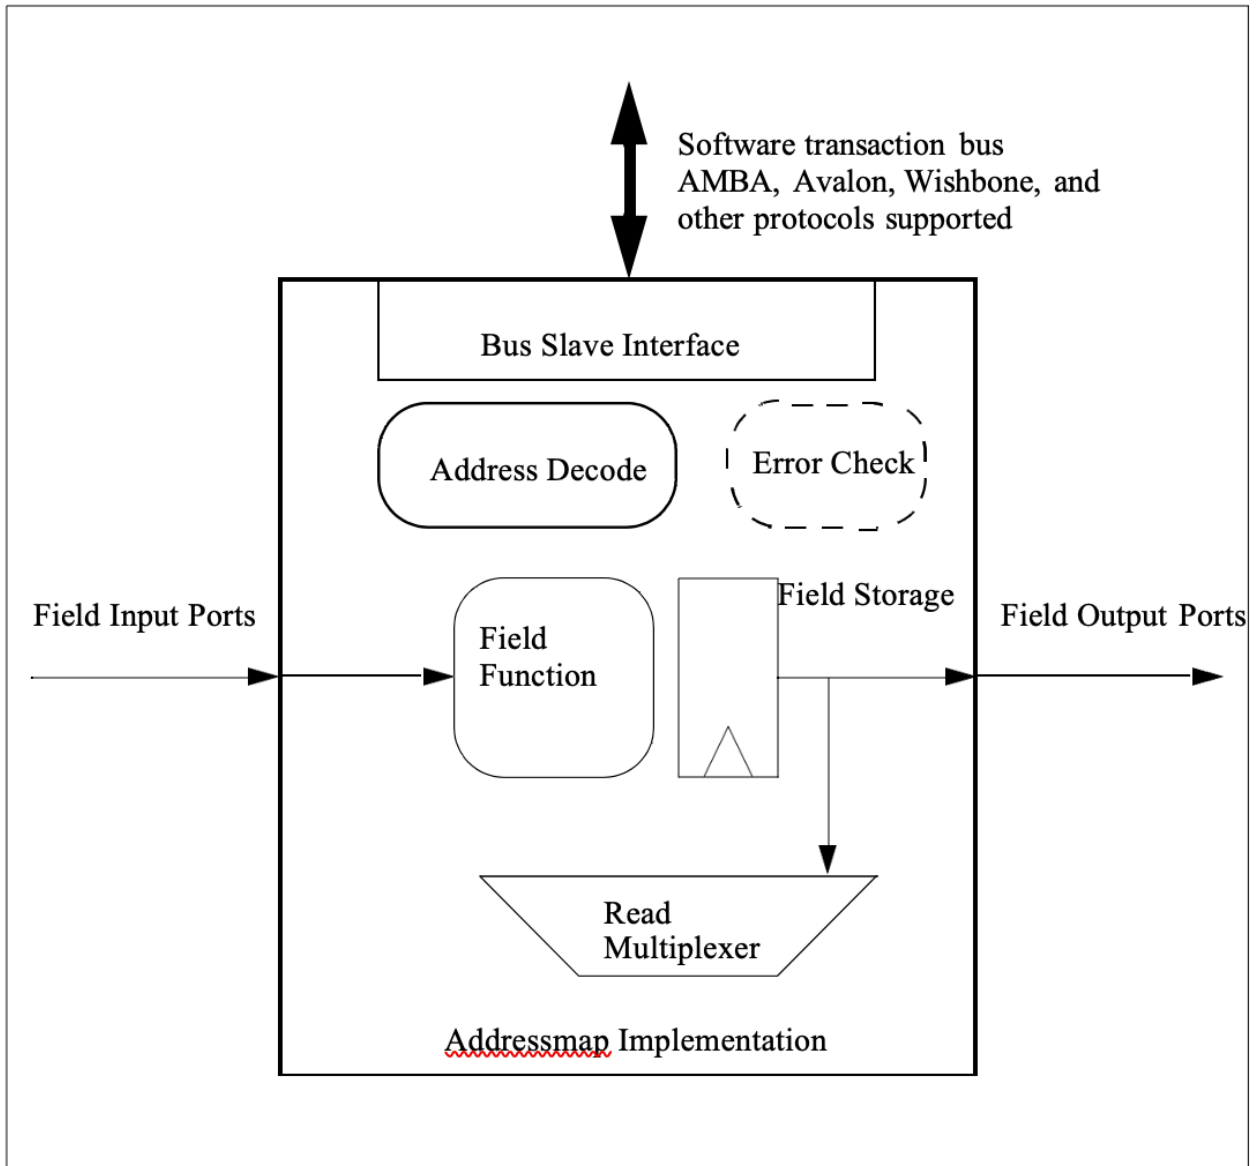 Software transaction bus
AMBA, Avalon, Wishbone, and
other protocols supported
Bus Slave Interface
Address Decode
Error Check
Field Input Ports
Field
Function
Field Storage
Field Output Ports
Read
Multiplexer
Addressmap Implementation